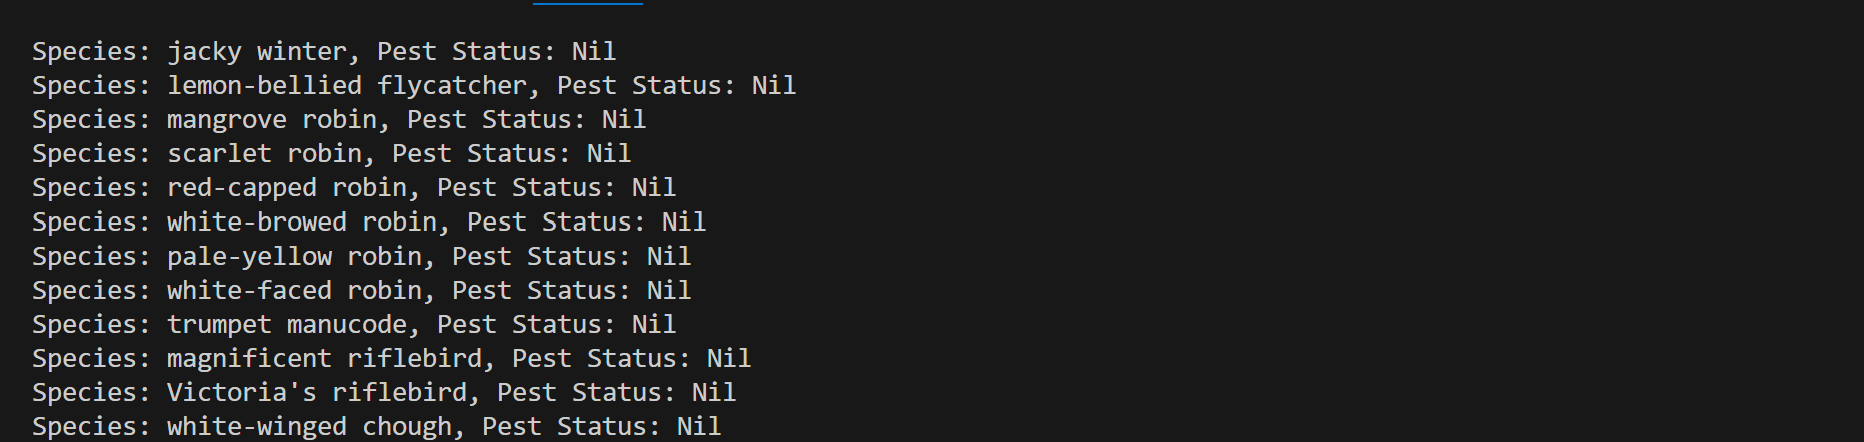 Species: jacky winter, Pest Status: Nil
Species: lemon-bellied flycatcher, Pest Status: Nil
Species: mangrove robin, Pest Status: Nil
Species: scarlet robin, Pest Status: Nil
Species: red-capped robin, Pest Status: Nil
Species: white-browed robin, Pest Status: Nil
Species: pale-yellow robin, Pest Status: Nil
Species: white-faced robin, Pest Status: Nil
Species: trumpet manucode, Pest Status: Nil
Species: magnificent riflebird, Pest Status: Nil
Species: Victoria's riflebird, Pest Status: Nil
Species: white-winged chough, Pest Status: Nil